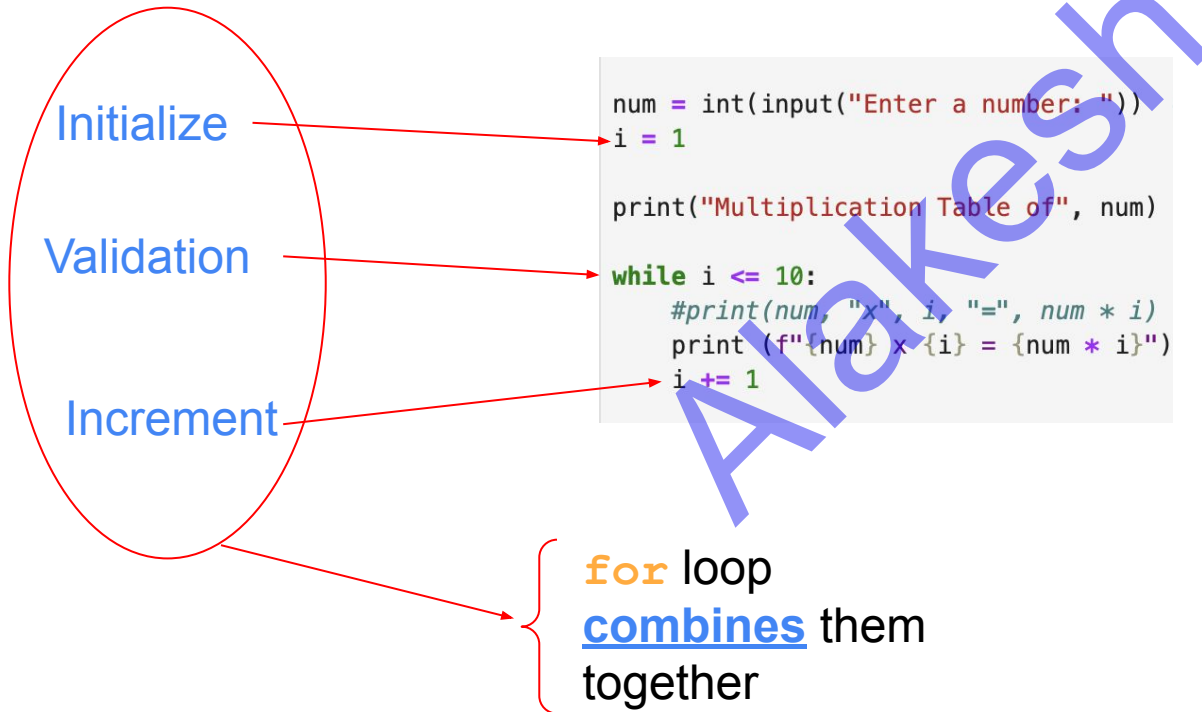 Initialize
Validation
Increment
num = int(input("Enter a number: "))
i = 1
print("Multiplication Table of", num)
while i <= 10:
    #print(num, "x", i, "=", num * i)
    print (f"{num} x {i} = {num * i}")
    i += 1
Alakesh
for loop
combines them
together